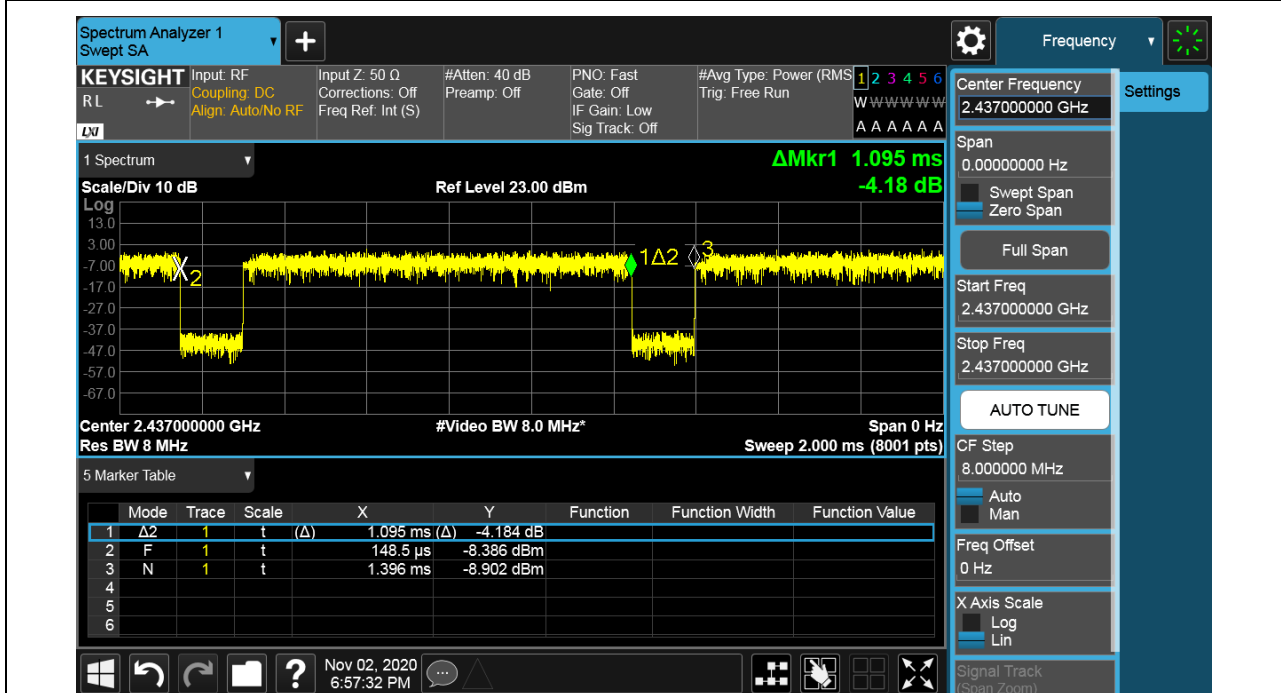 Spectrum Analyzer 1
Swept SA
+
Frequency
KEYSIGHT Input: RF Input Z: 50 Ω #Atten: 40 dB PNO: Fast #Avg Type: Power (RMS 1 2 3 4 5 6
RL Coupling: DC Corrections: Off Preamp: Off Gate: Off Trig: Free Run
Align: Auto/No RF Freq Ref: Int (S) IF Gain: Low W W W W W W
LXI Sig Track: Off A A A A A A
Center Frequency
2.437000000 GHz
Settings
1 Spectrum
ΔMkr1 1.095 ms
Scale/Div 10 dB Ref Level 23.00 dBm -4.18 dB
Span
0.00000000 Hz
Swept Span
Zero Span
Log
13.0
3.00
-7.00
-17.0
-27.0
-37.0
-47.0
-57.0
-67.0
X2
1Δ2
3
Full Span
Start Freq
2.437000000 GHz
Stop Freq
2.437000000 GHz
AUTO TUNE
Center 2.437000000 GHz #Video BW 8.0 MHz* Span 0 Hz
Res BW 8 MHz Sweep 2.000 ms (8001 pts)
CF Step
8.000000 MHz
Auto
Man
5 Marker Table
Mode Trace Scale X Y Function Function Width Function Value
1 Δ2 1 t (Δ) 1.095 ms (Δ) -4.184 dB
2 F 1 t 148.5 µs -8.386 dBm
3 N 1 t 1.396 ms -8.902 dBm
4
5
6
Freq Offset
0 Hz
X Axis Scale
Log
Lin
Signal Track
(Span Zoom)
?
Nov 02, 2020
6:57:32 PM